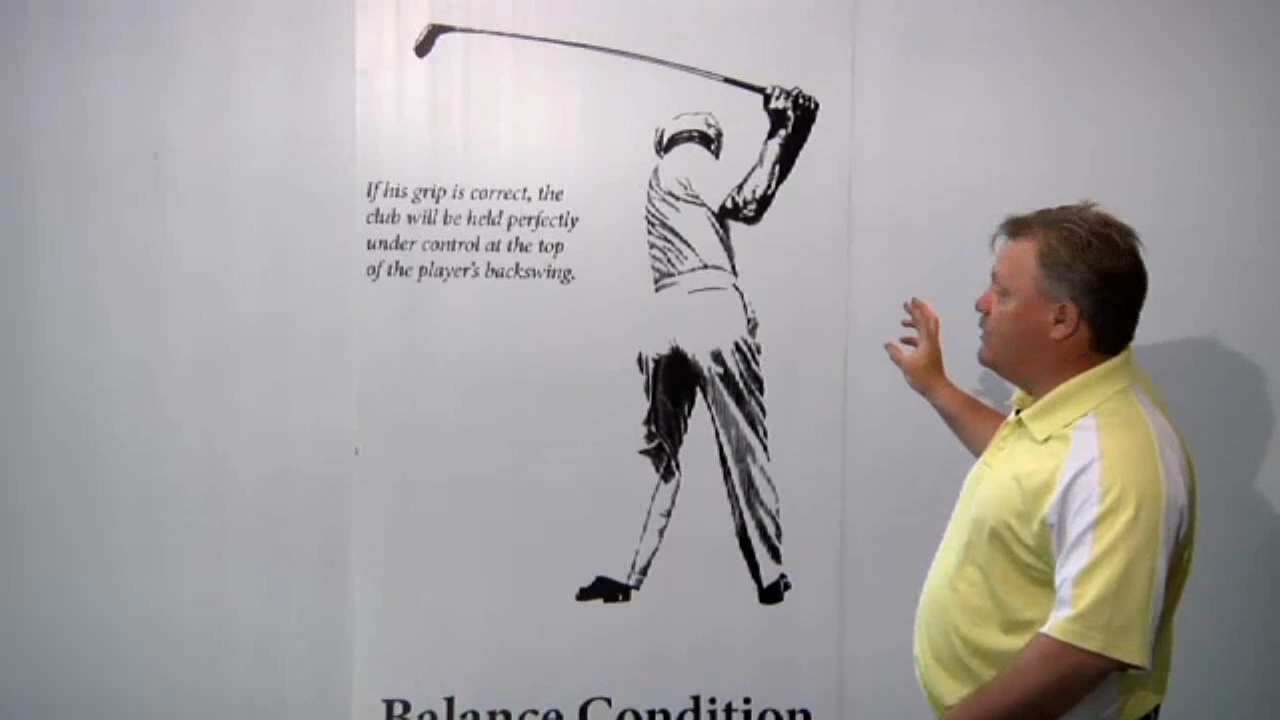 If his grip is correct, the
club will be held perfectly
under control at the top
of the player's backswing.
Balance Condition